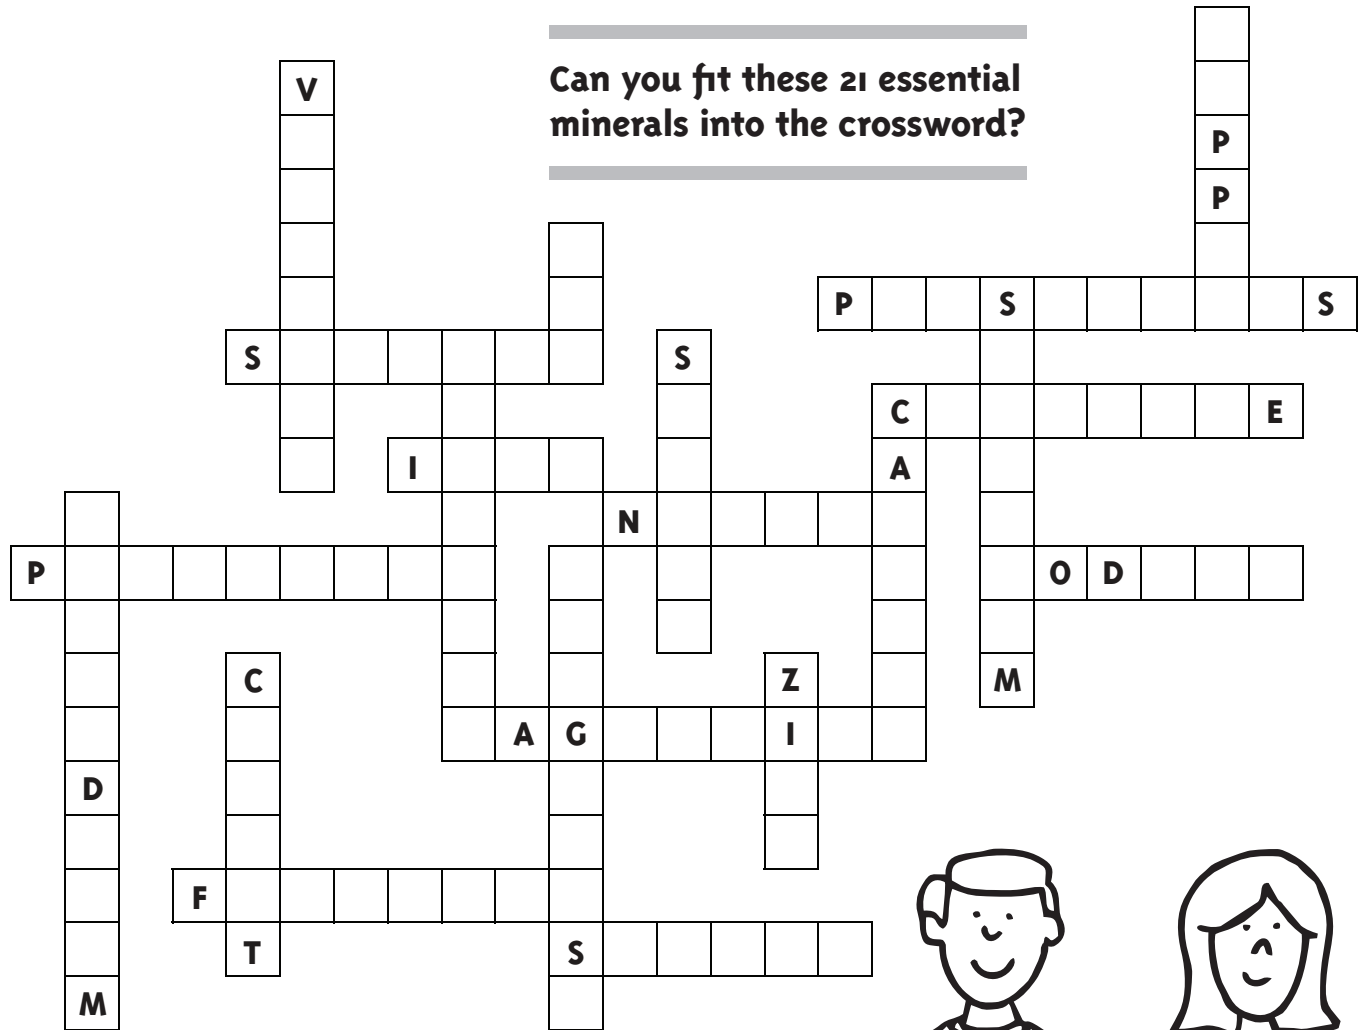 Can you fit these 21 essential
minerals into the crossword?
V
P
P
P S S
S S
C E
I A
N
P O D
C Z M
A G I
D
F
T S
M